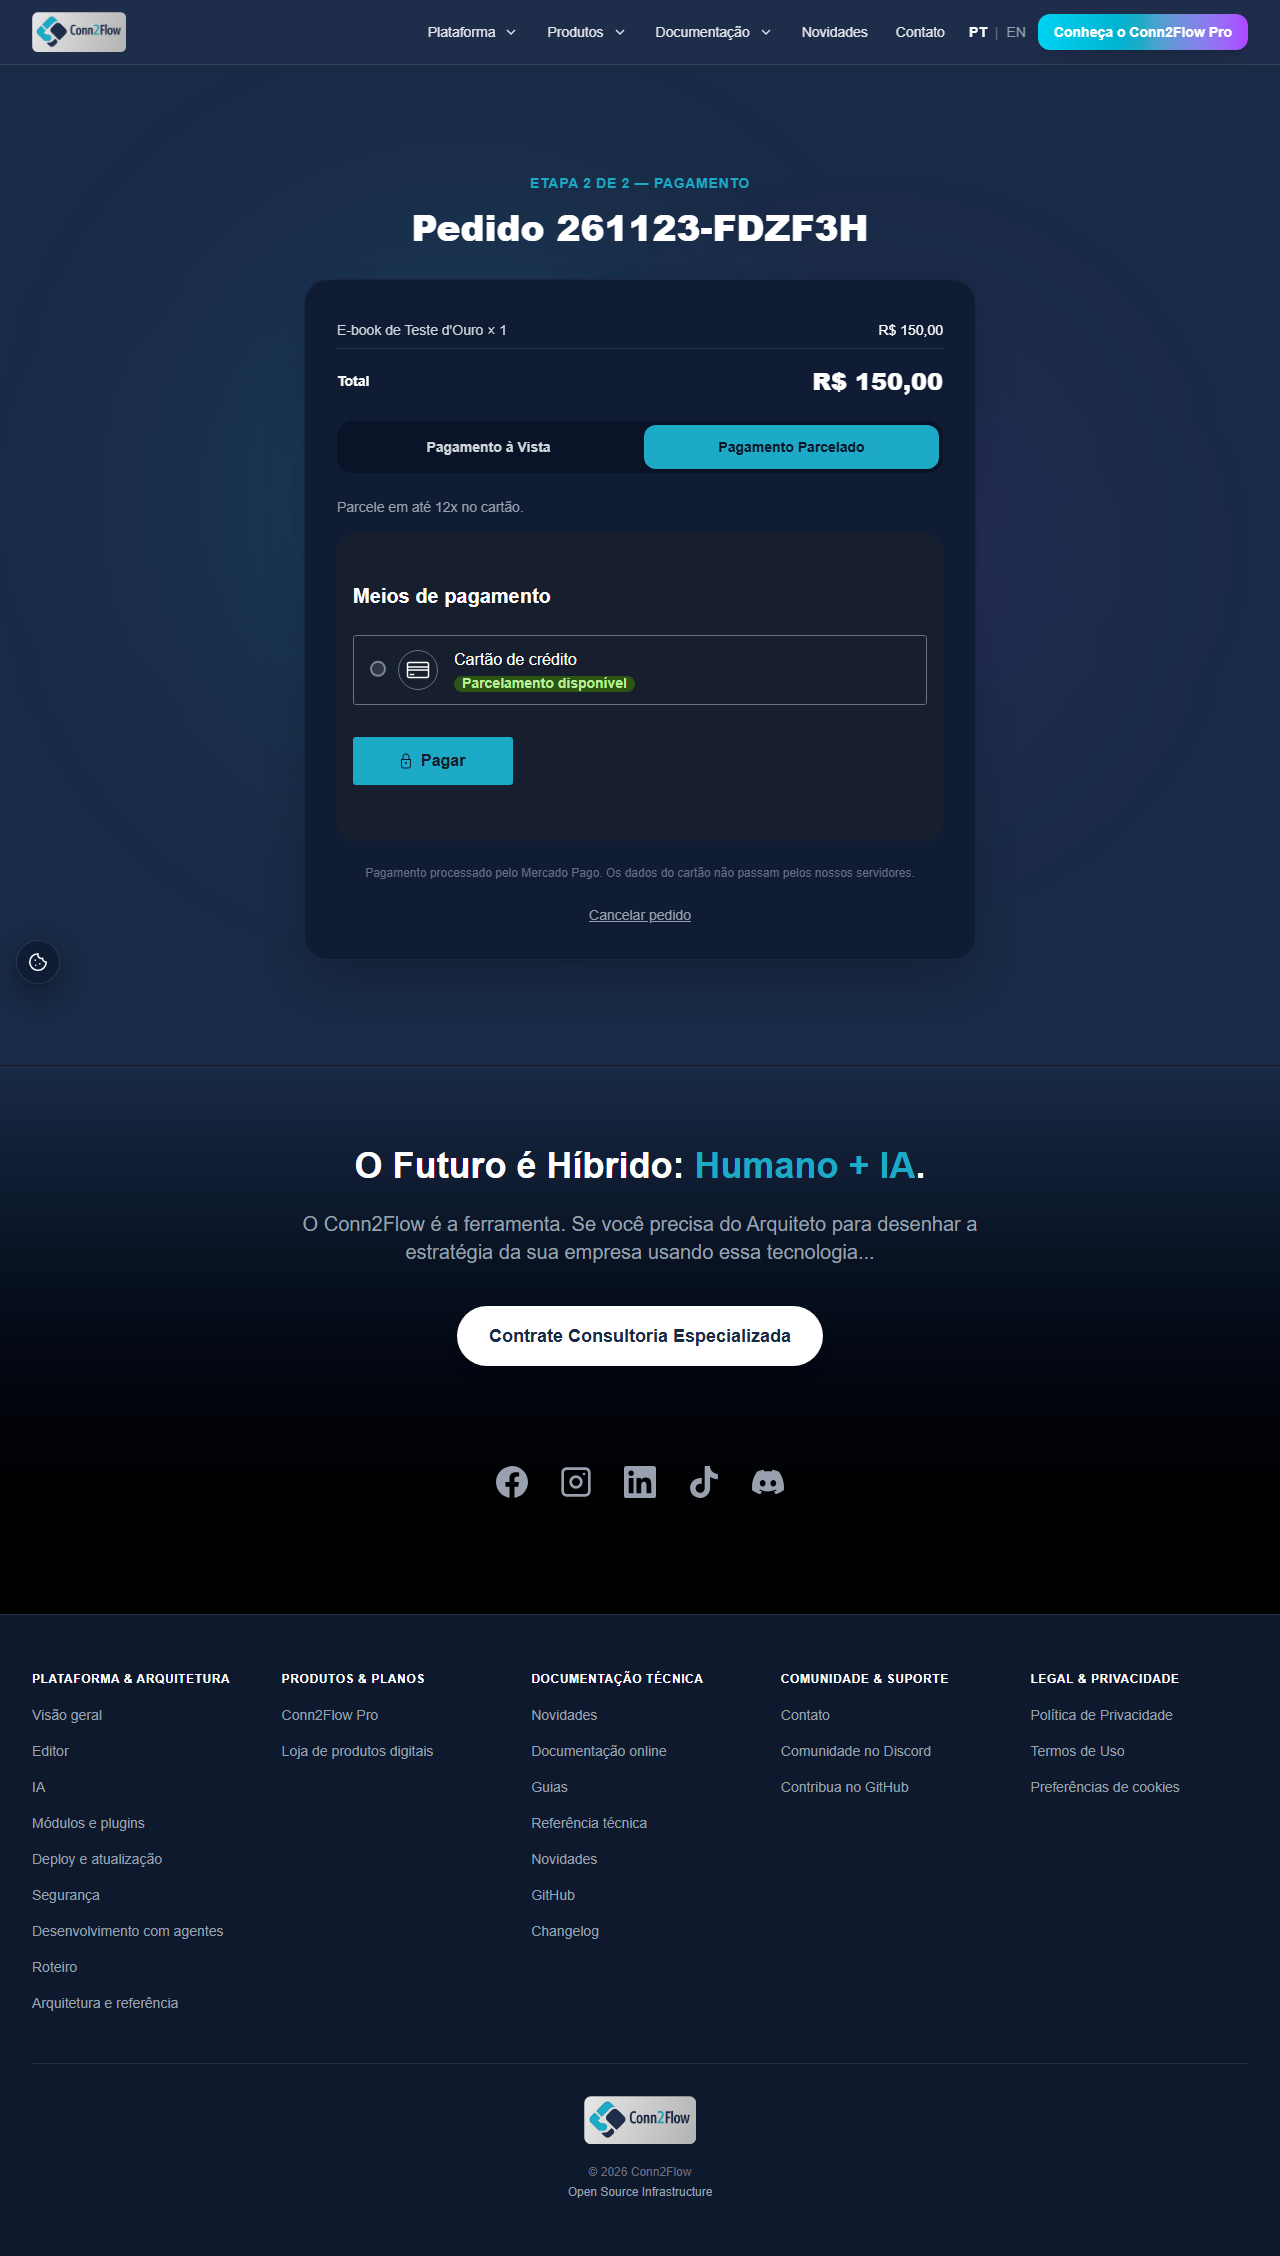 Conn2Flow
Plataforma
Produtos
Documentação
Novidades
Contato
PT | EN
Conheça o Conn2Flow Pro
ETAPA 2 DE 2 — PAGAMENTO
Pedido 261123-FDZF3H
E-book de Teste d'Ouro × 1
R$ 150,00
Total
R$ 150,00
Pagamento à Vista
Pagamento Parcelado
Parcele em até 12x no cartão.
Meios de pagamento
Cartão de crédito
Parcelamento disponível
Pagar
Pagamento processado pelo Mercado Pago. Os dados do cartão não passam pelos nossos servidores.
Cancelar pedido
O Futuro é Híbrido: Humano + IA.
O Conn2Flow é a ferramenta. Se você precisa do Arquiteto para desenhar a
estratégia da sua empresa usando essa tecnologia...
Contrate Consultoria Especializada
PLATAFORMA & ARQUITETURA
Visão geral
Editor
IA
Módulos e plugins
Deploy e atualização
Segurança
Desenvolvimento com agentes
Roteiro
Arquitetura e referência
PRODUTOS & PLANOS
Conn2Flow Pro
Loja de produtos digitais
DOCUMENTAÇÃO TÉCNICA
Novidades
Documentação online
Guias
Referência técnica
Novidades
GitHub
Changelog
COMUNIDADE & SUPORTE
Contato
Comunidade no Discord
Contribua no GitHub
LEGAL & PRIVACIDADE
Política de Privacidade
Termos de Uso
Preferências de cookies
Conn2Flow
© 2026 Conn2Flow
Open Source Infrastructure